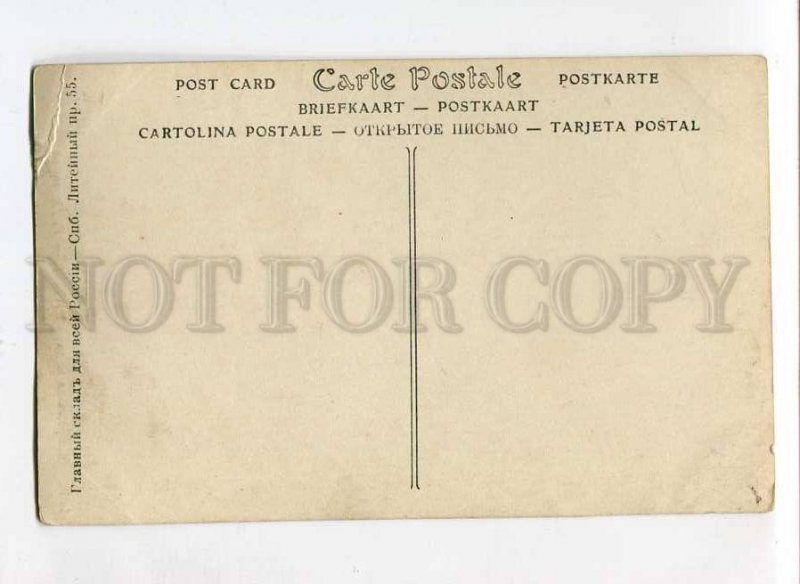 POST CARD Carte Postale POSTKARTE
BRIEFKAART — POSTKAART
CARTOLINA POSTALE — ОТКРЫТОЕ ПИСЬМО — TARJETA POSTAL
Главный складъ для всей Россіи—Спб. Литейный пр. 55.
NOT FOR COPY